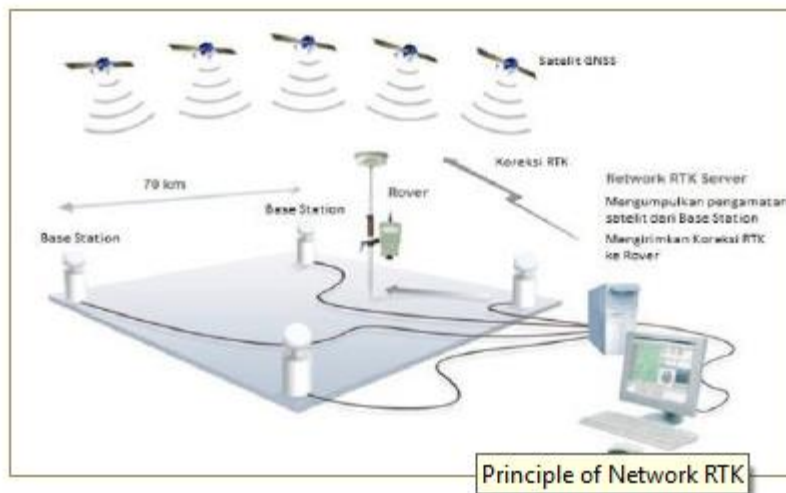 Satelit GNSS
Koreksi RTK
70 km
Rover
Network RTK Server
Base Station
Mengumpulkan pengamatan
satelit dari Base Station
Base Station
Mengirimkan Koreksi RTK
ke Rover
Principle of Network RTK